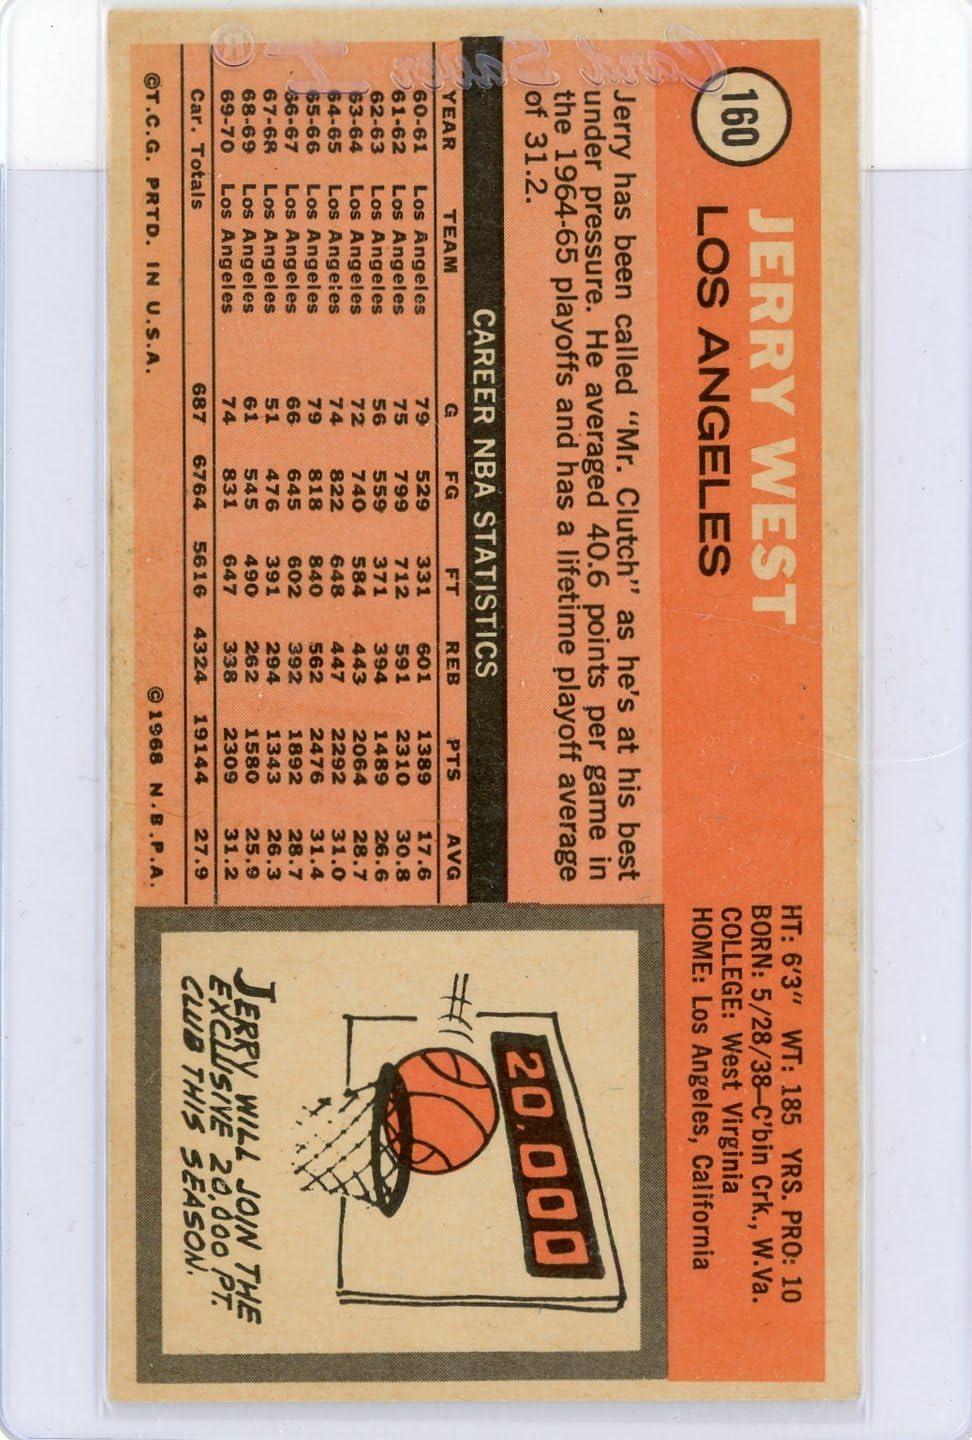 Card Saver I ®
160
JERRY WEST
LOS ANGELES
HT: 6'3" WT: 185 YRS. PRO: 10
BORN: 5/28/38—C'bin Crk., W.Va.
COLLEGE: West Virginia
HOME: Los Angeles, California
Jerry has been called "Mr. Clutch" as he's at his best
under pressure. He averaged 40.6 points per game in
the 1964-65 playoffs and has a lifetime playoff average
of 31.2.
CAREER NBA STATISTICS
YEAR TEAM G FG FT REB PTS AVG
60-61 Los Angeles 79 529 331 601 1389 17.6
61-62 Los Angeles 75 799 712 591 2310 30.8
62-63 Los Angeles 56 559 371 394 1489 26.6
63-64 Los Angeles 72 740 584 443 2064 28.7
64-65 Los Angeles 74 822 648 447 2292 31.0
65-66 Los Angeles 79 818 840 562 2476 31.4
66-67 Los Angeles 66 645 602 392 1892 28.7
67-68 Los Angeles 51 476 391 294 1343 26.3
68-69 Los Angeles 61 545 490 262 1580 25.9
69-70 Los Angeles 74 831 647 338 2309 31.2
Car. Totals 687 6764 5616 4324 19144 27.9
©T.C.G. PRTD. IN U.S.A. ©1968 N.B.P.A.
20,000
JERRY WILL JOIN THE
EXCLUSIVE 20,000 PT.
CLUB THIS SEASON.